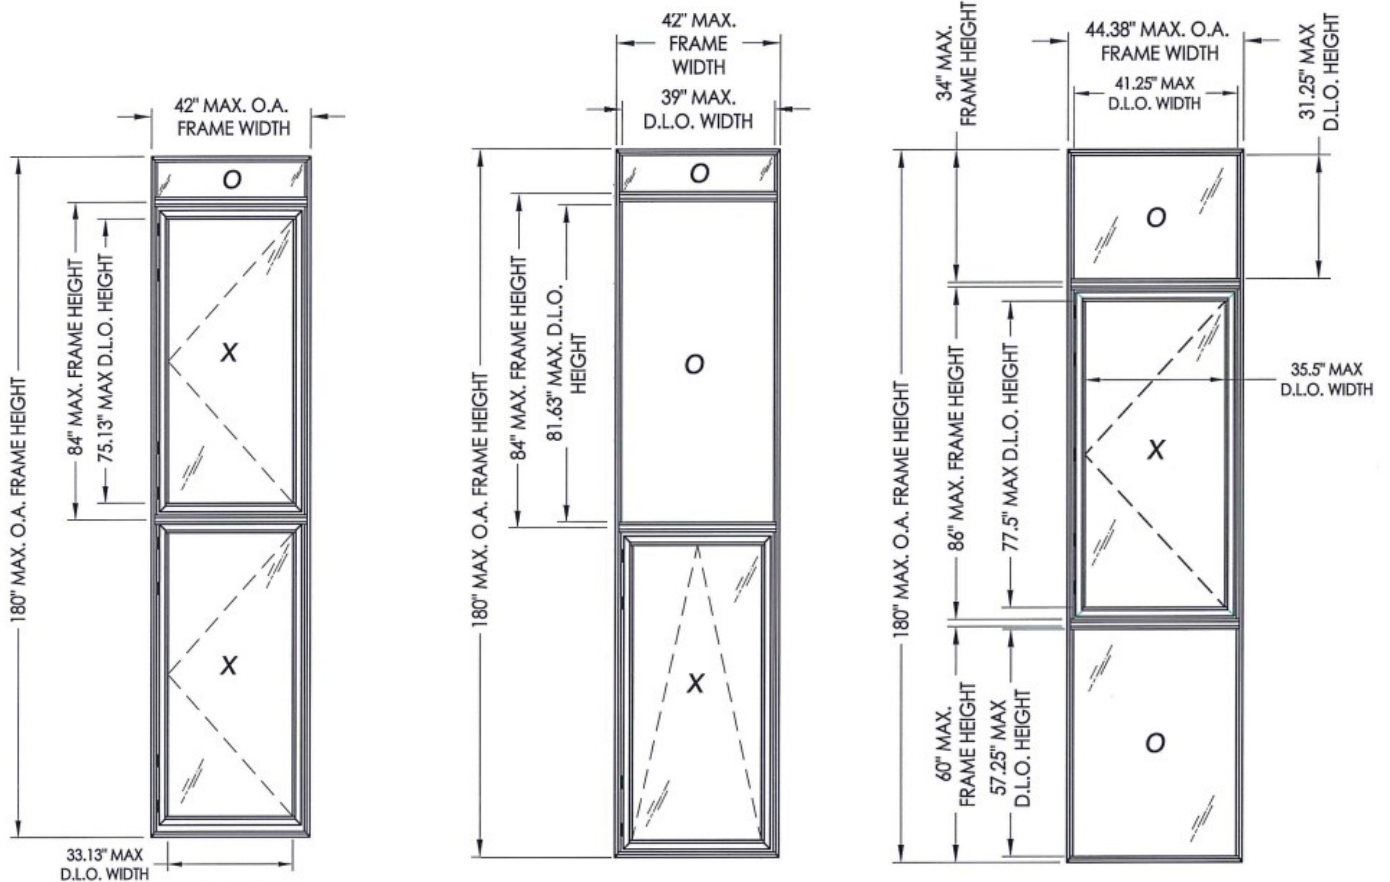 42" MAX. O.A.
FRAME WIDTH
O
84" MAX. FRAME HEIGHT
75.13" MAX D.L.O. HEIGHT
X
180" MAX. O.A. FRAME HEIGHT
X
33.13" MAX
D.L.O. WIDTH
42" MAX.
FRAME
WIDTH
39" MAX.
D.L.O. WIDTH
O
84" MAX. FRAME HEIGHT
81.63" MAX. D.L.O.
HEIGHT
O
180" MAX. O.A. FRAME HEIGHT
X
34" MAX.
FRAME HEIGHT
44.38" MAX. O.A.
FRAME WIDTH
41.25" MAX
D.L.O. WIDTH
31.25" MAX
D.L.O. HEIGHT
O
180" MAX. O.A. FRAME HEIGHT
86" MAX. FRAME HEIGHT
77.5" MAX D.L.O. HEIGHT
35.5" MAX
D.L.O. WIDTH
X
60" MAX.
FRAME HEIGHT
57.25" MAX
D.L.O. HEIGHT
O